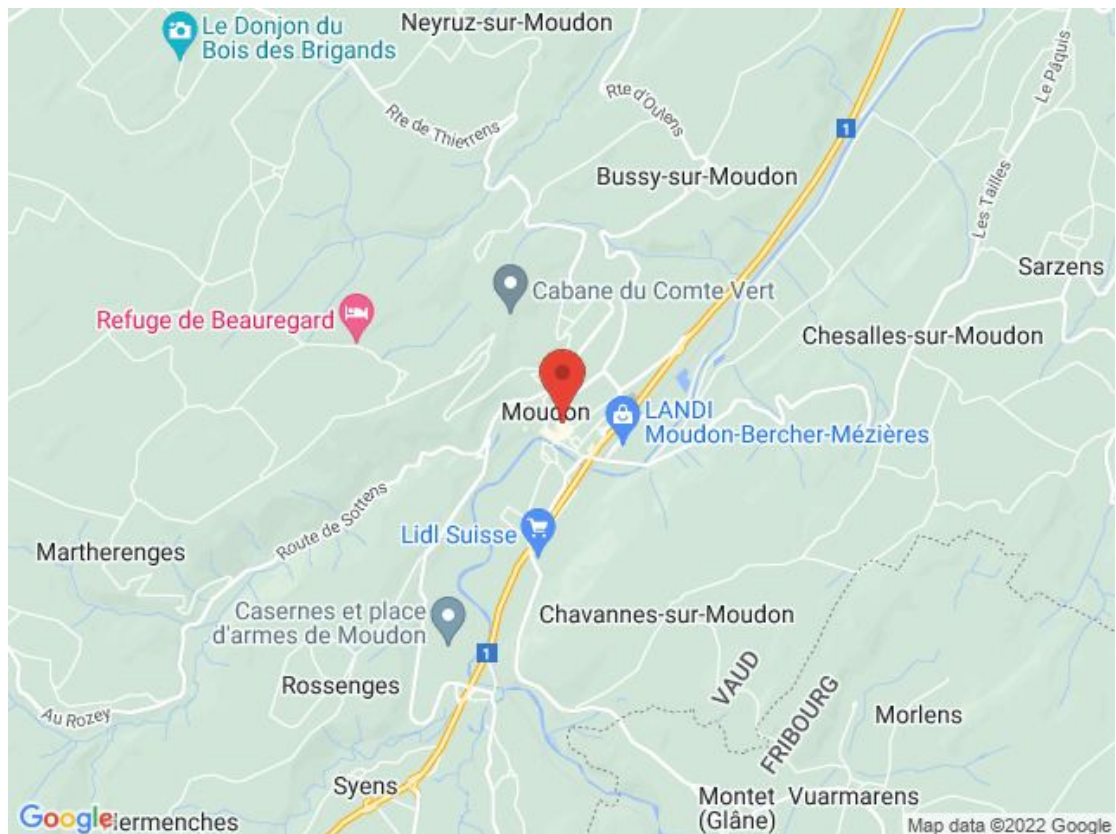 Le Donjon du
Bois des Brigands
Neyruz-sur-Moudon
Le Pâquis
Rte de Thierrens
Rte d'Oulens
1
Bussy-sur-Moudon
Les Tailles
Sarzens
Cabane du Comte Vert
Refuge de Beauregard
Chesalles-sur-Moudon
Moudon
LANDI
Moudon-Bercher-Mézières
Route de Sottens
Lidl Suisse
Martherenges
Casernes et place
d'armes de Moudon
Chavannes-sur-Moudon
1
VAUD
FRIBOURG
Rossenges
Au Rozey
Morlens
Syens
Montet
(Glâne)
Vuarmarens
Google
Map data ©2022 Google